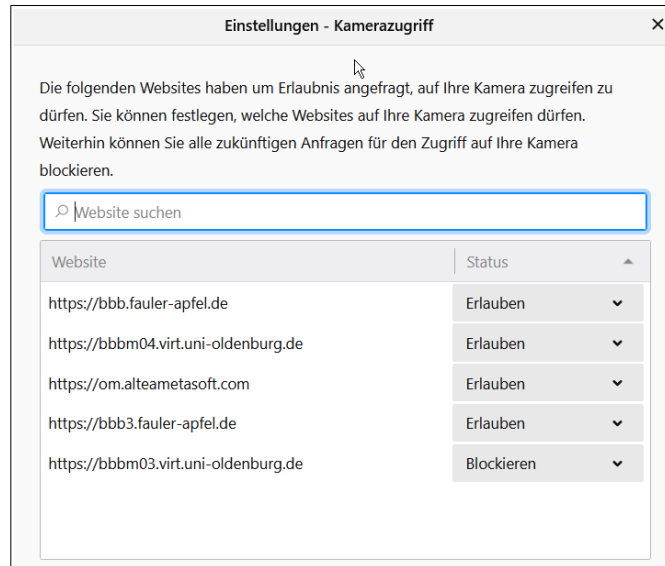 Einstellungen - Kamerazugriff
Die folgenden Websites haben um Erlaubnis angefragt, auf Ihre Kamera zugreifen zu
dürfen. Sie können festlegen, welche Websites auf Ihre Kamera zugreifen dürfen.
Weiterhin können Sie alle zukünftigen Anfragen für den Zugriff auf Ihre Kamera
blockieren.
Website suchen
Website Status
https://bbb.fauler-apfel.de Erlauben
https://bbbm04.virt.uni-oldenburg.de Erlauben
https://om.alteametasoft.com Erlauben
https://bbb3.fauler-apfel.de Erlauben
https://bbbm03.virt.uni-oldenburg.de Blockieren